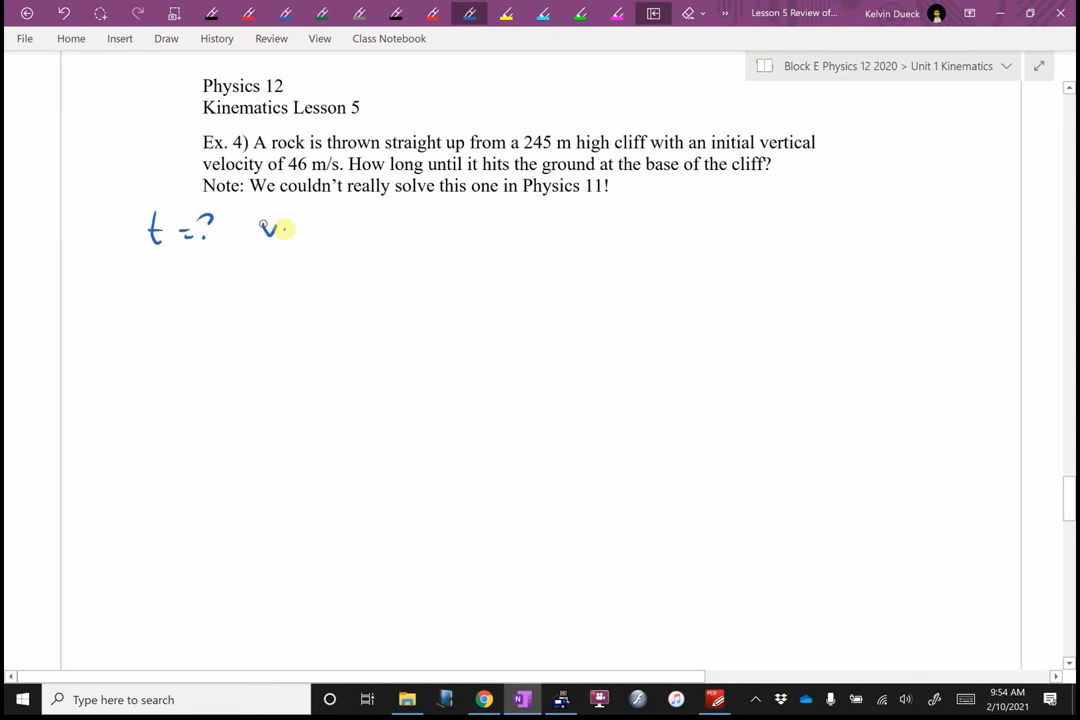 Lesson 5 Review of...
Kelvin Dueck
File Home Insert Draw History Review View Class Notebook
Block E Physics 12 2020 > Unit 1 Kinematics
Physics 12
Kinematics Lesson 5
Ex. 4) A rock is thrown straight up from a 245 m high cliff with an initial vertical
velocity of 46 m/s. How long until it hits the ground at the base of the cliff?
Note: We couldn't really solve this one in Physics 11!
t =? v
Type here to search
9:54 AM
2/10/2021